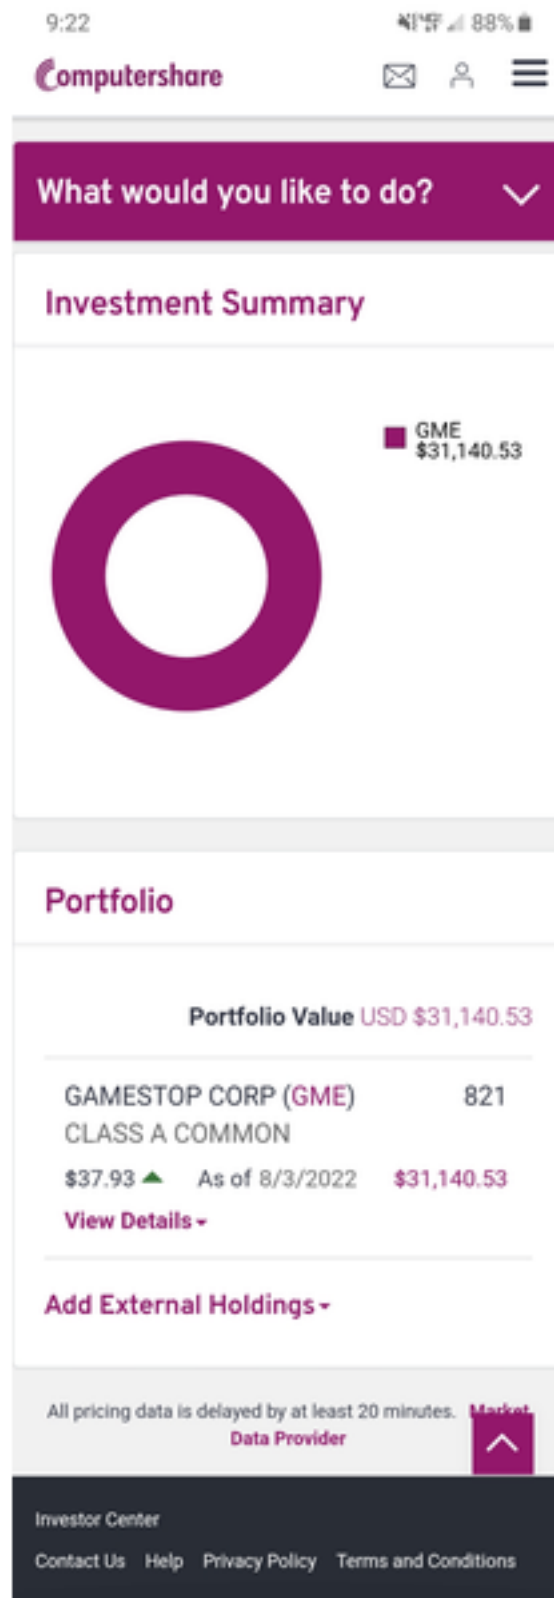 9:22
88%
Computershare
What would you like to do?
Investment Summary
GME
$31,140.53
Portfolio
Portfolio Value USD $31,140.53
GAMESTOP CORP (GME) 821
CLASS A COMMON
$37.93 As of 8/3/2022 $31,140.53
View Details
Add External Holdings
All pricing data is delayed by at least 20 minutes. Market
Data Provider
Investor Center
Contact Us Help Privacy Policy Terms and Conditions